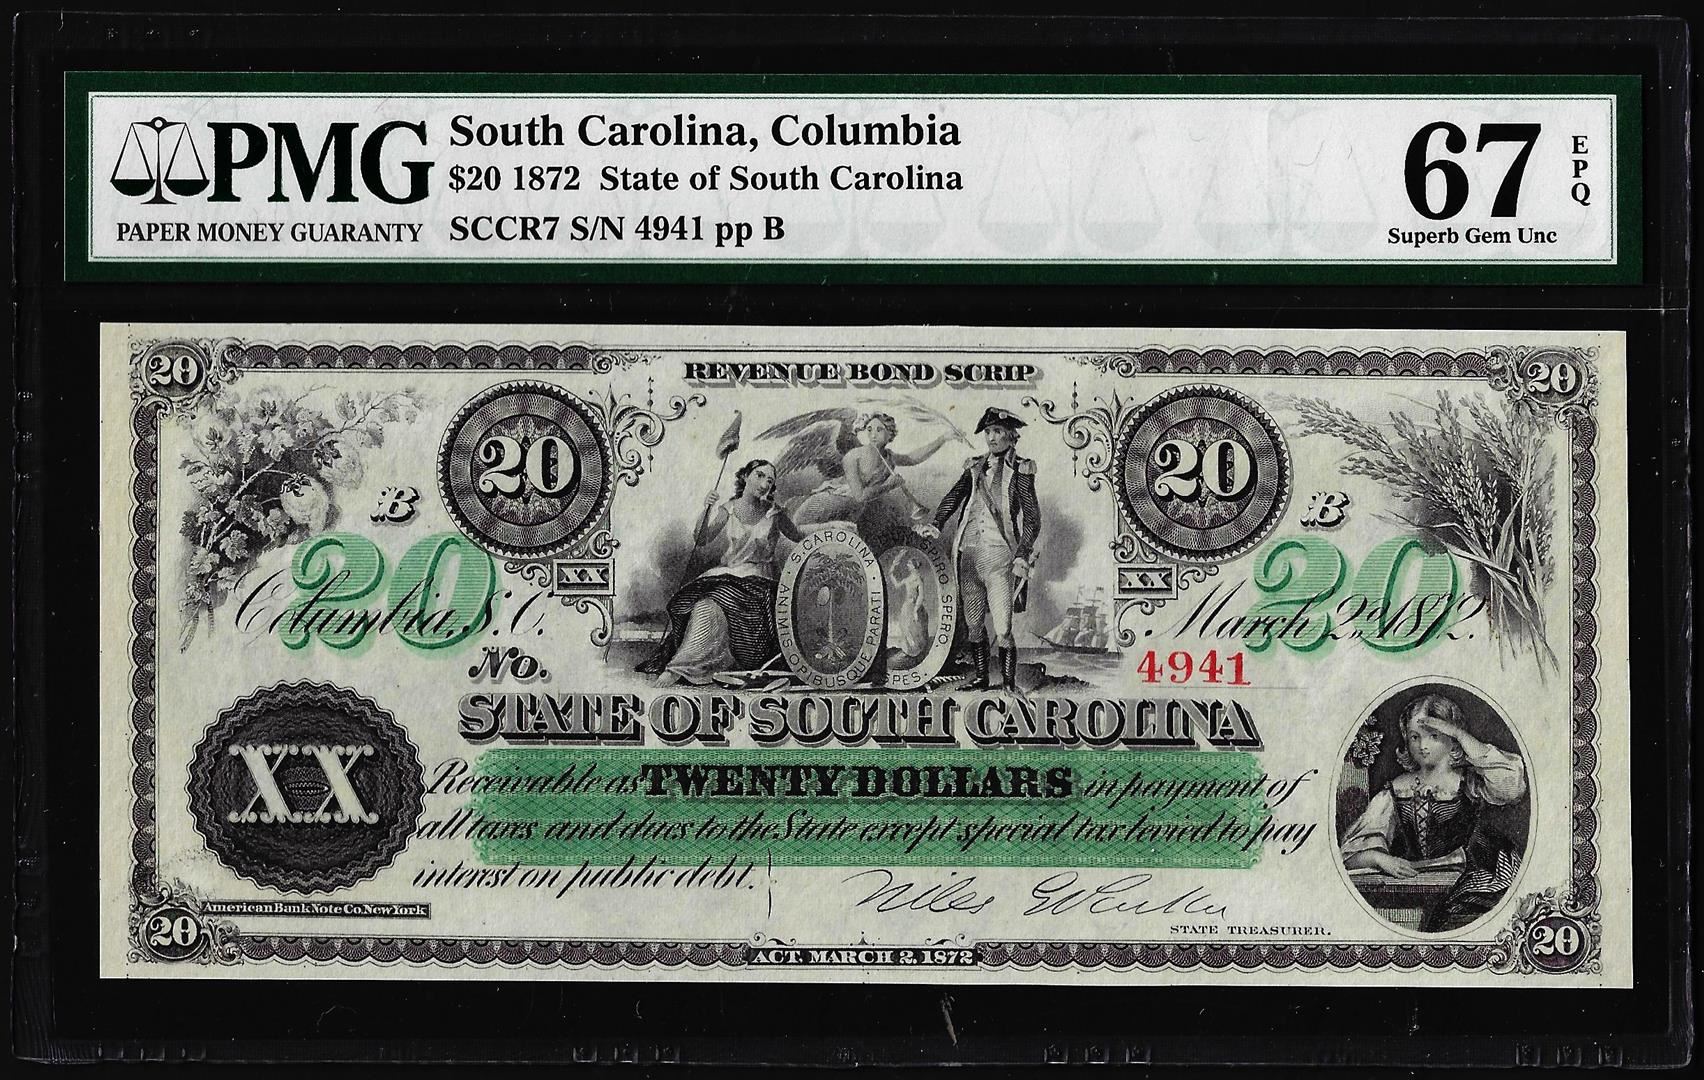 PMG
PAPER MONEY GUARANTY
South Carolina, Columbia
$20 1872 State of South Carolina
SCCR7 S/N 4941 pp B
67
EPQ
Superb Gem Unc
20 REVENUE BOND SCRIP 20
20 20
B B
S. CAROLINA
ANIMIS OPIBUSQUE PARATI
SPIRO SPERO
SPES.
XX XX
20 20
Columbia, S.C. March 2d. 1872.
No. 4941
STATE OF SOUTH CAROLINA
XX
Receivable as TWENTY DOLLARS in payment of
all taxes and dues to the State except special tax levied to pay
interest on public debt.
American Bank Note Co. New York
Niles G Parker
STATE TREASURER.
20 ACT. MARCH 2. 1872 20